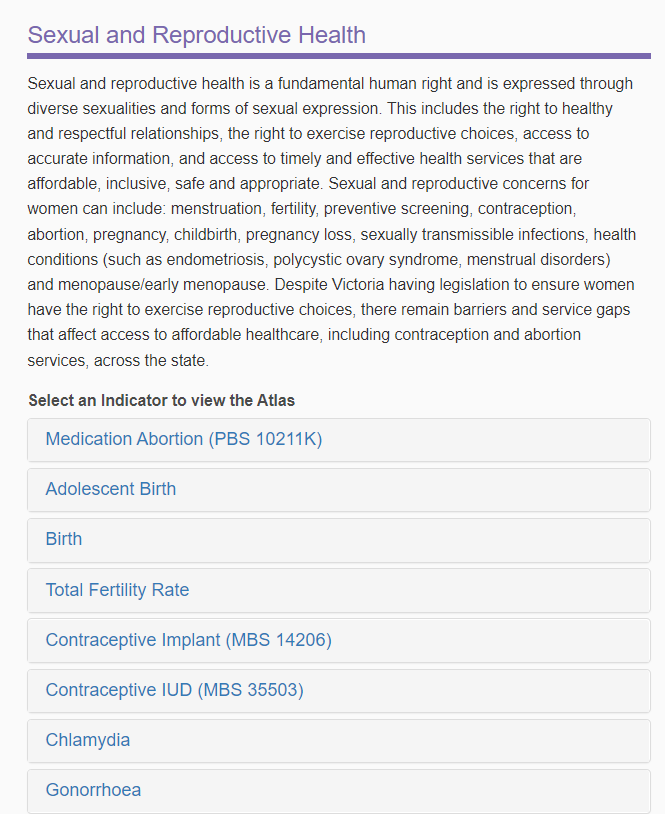 Sexual and Reproductive Health
Sexual and reproductive health is a fundamental human right and is expressed through
diverse sexualities and forms of sexual expression. This includes the right to healthy
and respectful relationships, the right to exercise reproductive choices, access to
accurate information, and access to timely and effective health services that are
affordable, inclusive, safe and appropriate. Sexual and reproductive concerns for
women can include: menstruation, fertility, preventive screening, contraception,
abortion, pregnancy, childbirth, pregnancy loss, sexually transmissible infections, health
conditions (such as endometriosis, polycystic ovary syndrome, menstrual disorders)
and menopause/early menopause. Despite Victoria having legislation to ensure women
have the right to exercise reproductive choices, there remain barriers and service gaps
that affect access to affordable healthcare, including contraception and abortion
services, across the state.
Select an Indicator to view the Atlas
Medication Abortion (PBS 10211K)
Adolescent Birth
Birth
Total Fertility Rate
Contraceptive Implant (MBS 14206)
Contraceptive IUD (MBS 35503)
Chlamydia
Gonorrhoea